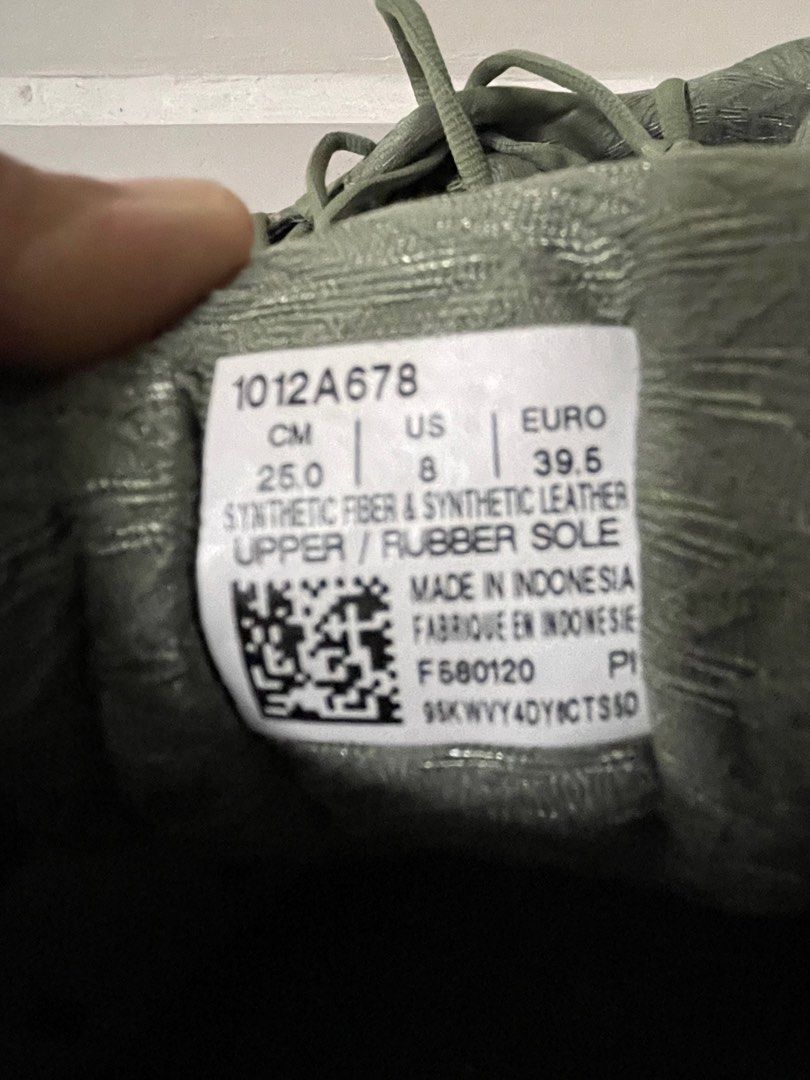 1012A678
CM | US | EURO
25.0 | 8 | 39.5
SYNTHETIC FIBER & SYNTHETIC LEATHER
UPPER / RUBBER SOLE
MADE IN INDONESIA
FABRIQUE EN INDONESIE
F580120 PI